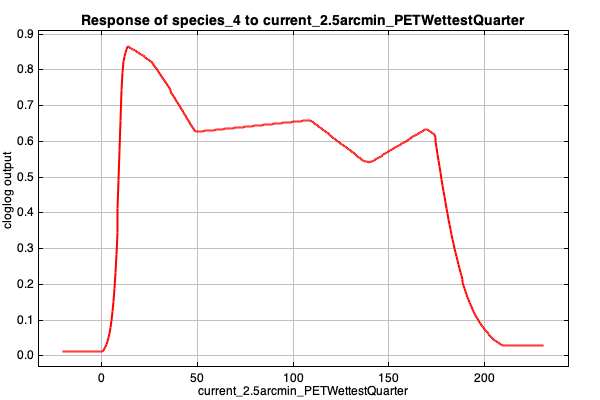 Response of species_4 to current_2.5arcmin_PETWettestQuarter
0.9
0.8
0.7
0.6
0.5
0.4
0.3
0.2
0.1
0.0
cloglog output
0 50 100 150 200
current_2.5arcmin_PETWettestQuarter